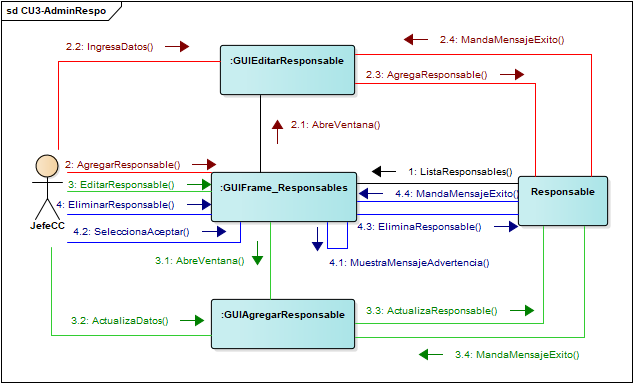 sd CU3-AdminRespo
2.2: IngresaDatos()
2.4: MandaMensajeExito()
:GUIEditarResponsable
2.3: AgregaResponsable()
2.1: AbreVentana()
2: AgregarResponsable()
1: ListaResponsables()
3: EditarResponsable()
:GUIFrame_Responsables
4.4: MandaMensajeExito()
Responsable
4: EliminarResponsable()
JefeCC
4.2: SeleccionaAceptar()
4.3: EliminaResponsable()
3.1: AbreVentana()
4.1: MuestraMensajeAdvertencia()
3.2: ActualizaDatos()
:GUIAgregarResponsable
3.3: ActualizaResponsable()
3.4: MandaMensajeExito()